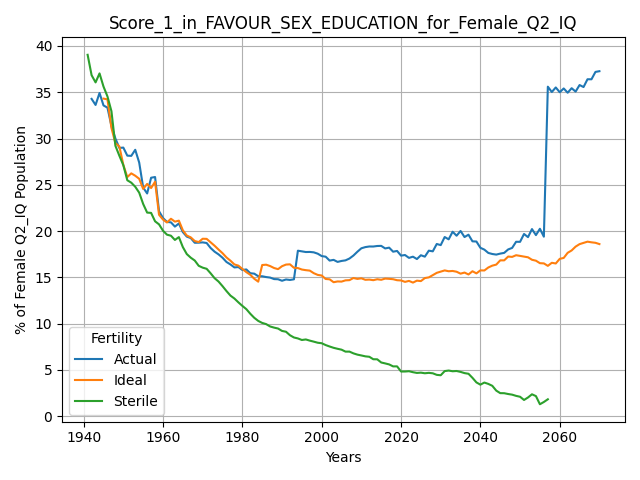 Score_1_in_FAVOUR_SEX_EDUCATION_for_Female_Q2_IQ
% of Female Q2_IQ Population
40
35
30
25
20
15
10
5
0
Fertility
Actual
Ideal
Sterile
1940 1960 1980 2000 2020 2040 2060
Years